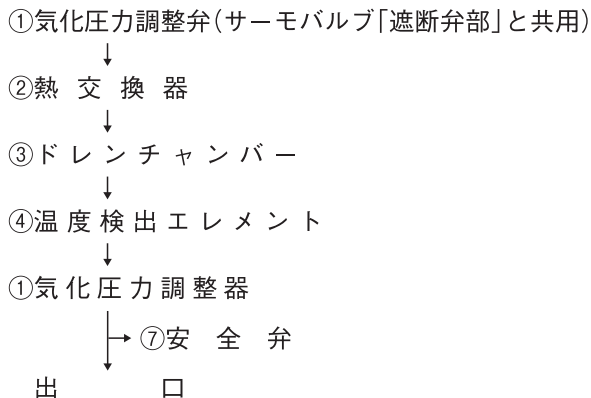 ①気化圧力調整弁(サーモバルブ「遮断弁部」と共用)
②熱交換器
③ドレンチャンバー
④温度検出エレメント
①気化圧力調整器
⑦安全弁
出口